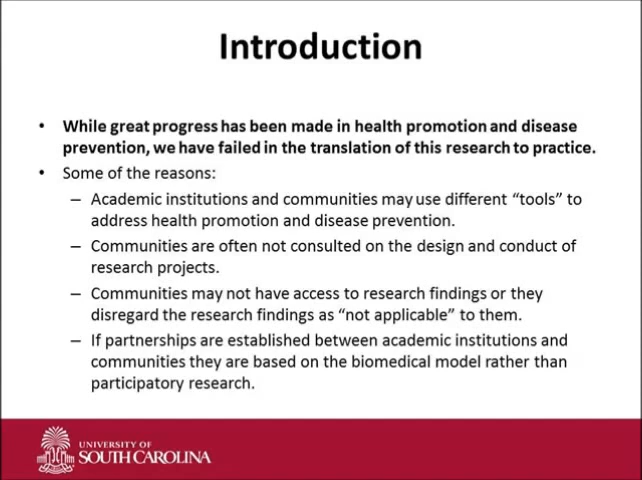 Introduction
• While great progress has been made in health promotion and disease
prevention, we have failed in the translation of this research to practice.
• Some of the reasons:
– Academic institutions and communities may use different “tools” to
address health promotion and disease prevention.
– Communities are often not consulted on the design and conduct of
research projects.
– Communities may not have access to research findings or they
disregard the research findings as “not applicable” to them.
– If partnerships are established between academic institutions and
communities they are based on the biomedical model rather than
participatory research.
UNIVERSITY OF
SOUTH CAROLINA